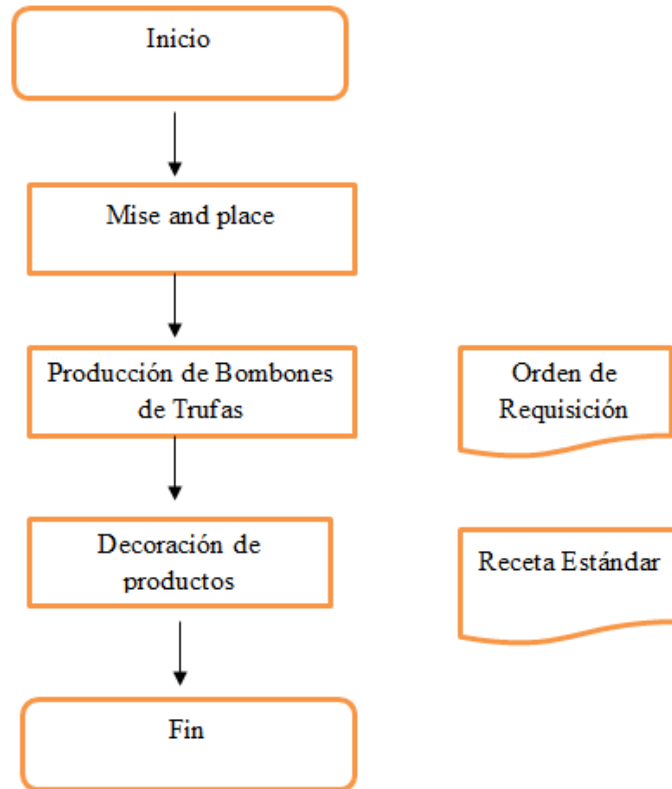 Inicio
Mise and place
Producción de Bombones
de Trufas
Orden de
Requisición
Decoración de
productos
Receta Estándar
Fin